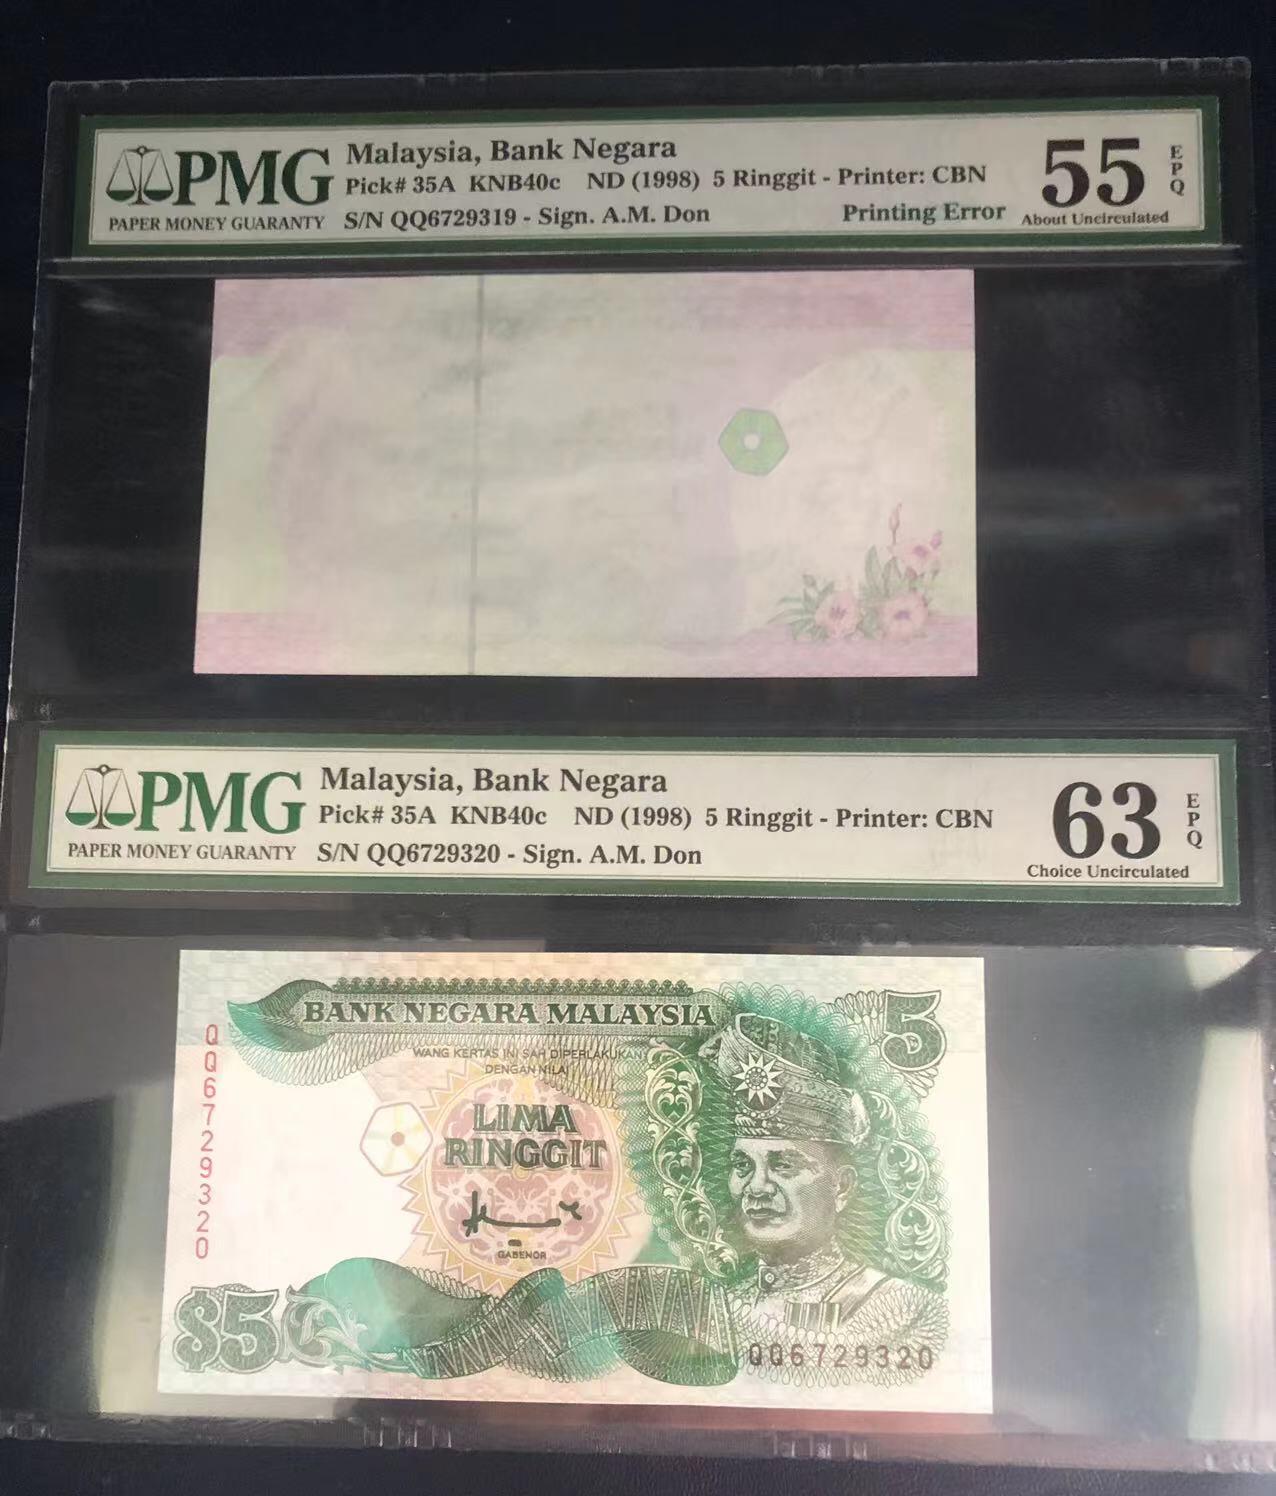 PMG
PAPER MONEY GUARANTY
Malaysia, Bank Negara
Pick# 35A KNB40c ND (1998) 5 Ringgit - Printer: CBN
S/N QQ6729319 - Sign. A.M. Don
Printing Error
55
EPQ
About Uncirculated
PMG
PAPER MONEY GUARANTY
Malaysia, Bank Negara
Pick# 35A KNB40c ND (1998) 5 Ringgit - Printer: CBN
S/N QQ6729320 - Sign. A.M. Don
63
EPQ
Choice Uncirculated
BANK NEGARA MALAYSIA
5
WANG KERTAS INI SAH DIPERLAKUKAN
DENGAN NILAI
LIMA
RINGGIT
GABENOR
QQ6729320
$5
QQ6729320